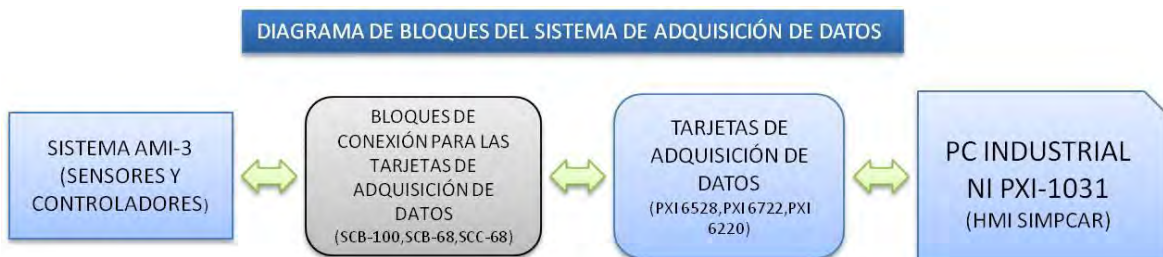 DIAGRAMA DE BLOQUES DEL SISTEMA DE ADQUISICIÓN DE DATOS
SISTEMA AMI-3
(SENSORES Y
CONTROLADORES)
BLOQUES DE
CONEXIÓN PARA LAS
TARJETAS DE
ADQUISICIÓN DE
DATOS
(SCB-100,SCB-68,SCC-68)
TARJETAS DE
ADQUISICIÓN DE
DATOS
(PXI 6528,PXI 6722,PXI
6220)
PC INDUSTRIAL
NI PXI-1031
(HMI SIMPCAR)